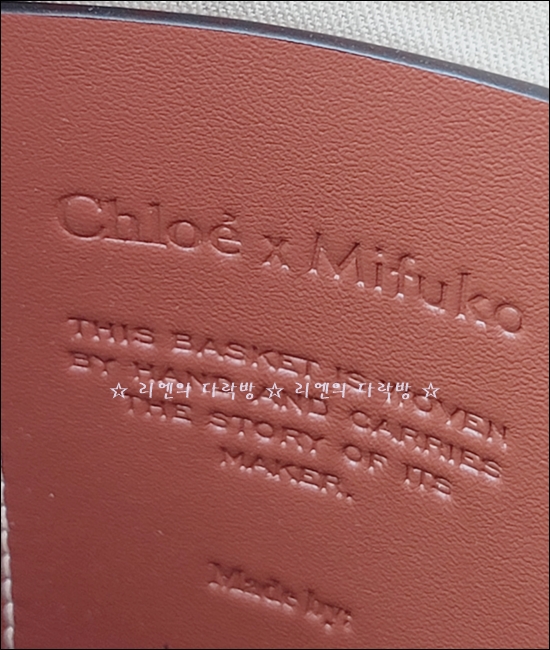 Chloé x Mifuko
THIS BASKET IS WOVEN
BY HAND AND CARRIES
☆ 리엔의 다락방 ☆ 리엔의 다락방 ☆
THE STORY OF ITS
MAKER.
Made by: